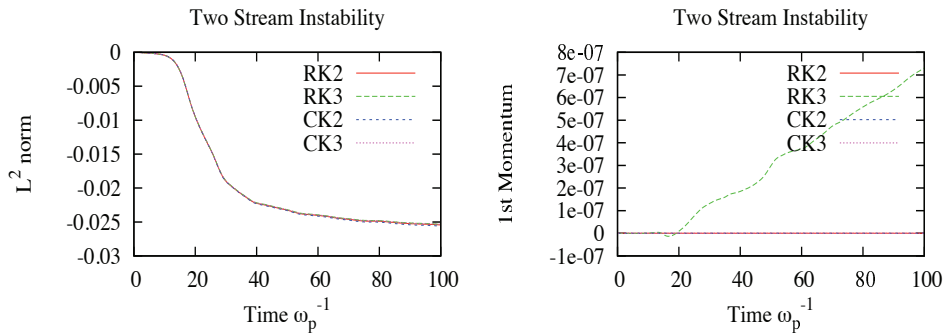 Two Stream Instability
0
-0.005
-0.01
-0.015
-0.02
-0.025
-0.03
L² norm
RK2
RK3
CK2
CK3
0 20 40 60 80 100
Time ωp⁻¹
Two Stream Instability
8e-07
7e-07
6e-07
5e-07
4e-07
3e-07
2e-07
1e-07
0
-1e-07
1st Momentum
RK2
RK3
CK2
CK3
0 20 40 60 80 100
Time ωp⁻¹